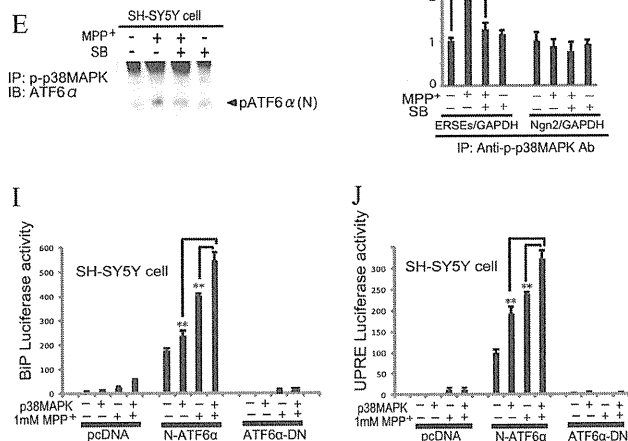 E
SH-SY5Y cell
MPP+ - + + -
SB - - + +
IP: p-p38MAPK
IB: ATF6α
pATF6α(N)
2
1
0
MPP+ - + + - - + + -
SB - - + + - - + +
ERSEs/GAPDH Ngn2/GAPDH
IP: Anti-p-p38MAPK Ab
I
BiP Luciferase activity
600
500
400
300
200
100
0
SH-SY5Y cell
**
**
p38MAPK - + - + - + - + - + - +
1mM MPP+ - - + + - - + + - - + +
pcDNA N-ATF6α ATF6α-DN
J
UPRE Luciferase activity
300
250
200
150
100
50
0
SH-SY5Y cell
**
**
p38MAPK - + - + - + - + - + - +
1mM MPP+ - - + + - - + + - - + +
pcDNA N-ATF6α ATF6α-DN